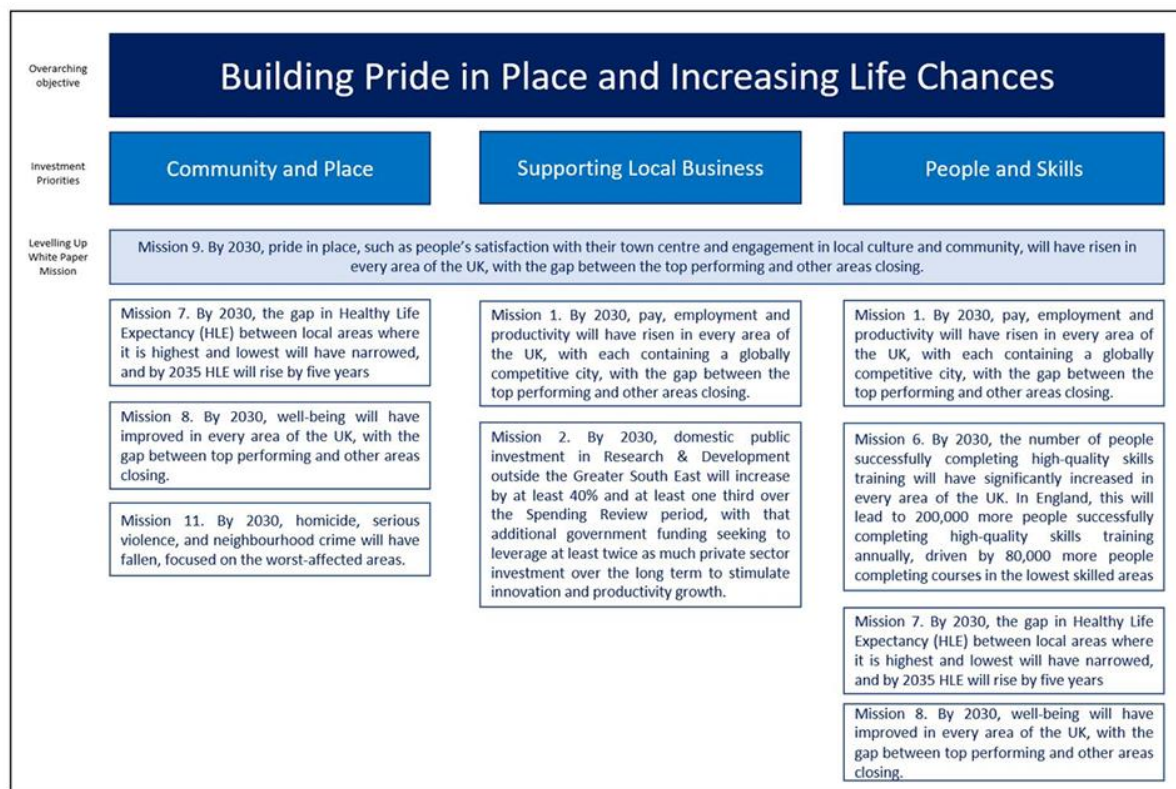 Overarching
objective
Building Pride in Place and Increasing Life Chances
Investment
Priorities
Community and Place
Supporting Local Business
People and Skills
Levelling Up
White Paper
Mission
Mission 9. By 2030, pride in place, such as people’s satisfaction with their town centre and engagement in local culture and community, will have risen in
every area of the UK, with the gap between the top performing and other areas closing.
Mission 7. By 2030, the gap in Healthy Life
Expectancy (HLE) between local areas where
it is highest and lowest will have narrowed,
and by 2035 HLE will rise by five years
Mission 8. By 2030, well-being will have
improved in every area of the UK, with the
gap between top performing and other areas
closing.
Mission 11. By 2030, homicide, serious
violence, and neighbourhood crime will have
fallen, focused on the worst-affected areas.
Mission 1. By 2030, pay, employment and
productivity will have risen in every area of
the UK, with each containing a globally
competitive city, with the gap between the
top performing and other areas closing.
Mission 2. By 2030, domestic public
investment in Research & Development
outside the Greater South East will increase
by at least 40% and at least one third over
the Spending Review period, with that
additional government funding seeking to
leverage at least twice as much private sector
investment over the long term to stimulate
innovation and productivity growth.
Mission 1. By 2030, pay, employment and
productivity will have risen in every area of
the UK, with each containing a globally
competitive city, with the gap between the
top performing and other areas closing.
Mission 6. By 2030, the number of people
successfully completing high-quality skills
training will have significantly increased in
every area of the UK. In England, this will
lead to 200,000 more people successfully
completing high-quality skills training
annually, driven by 80,000 more people
completing courses in the lowest skilled areas
Mission 7. By 2030, the gap in Healthy Life
Expectancy (HLE) between local areas where
it is highest and lowest will have narrowed,
and by 2035 HLE will rise by five years
Mission 8. By 2030, well-being will have
improved in every area of the UK, with the
gap between top performing and other areas
closing.